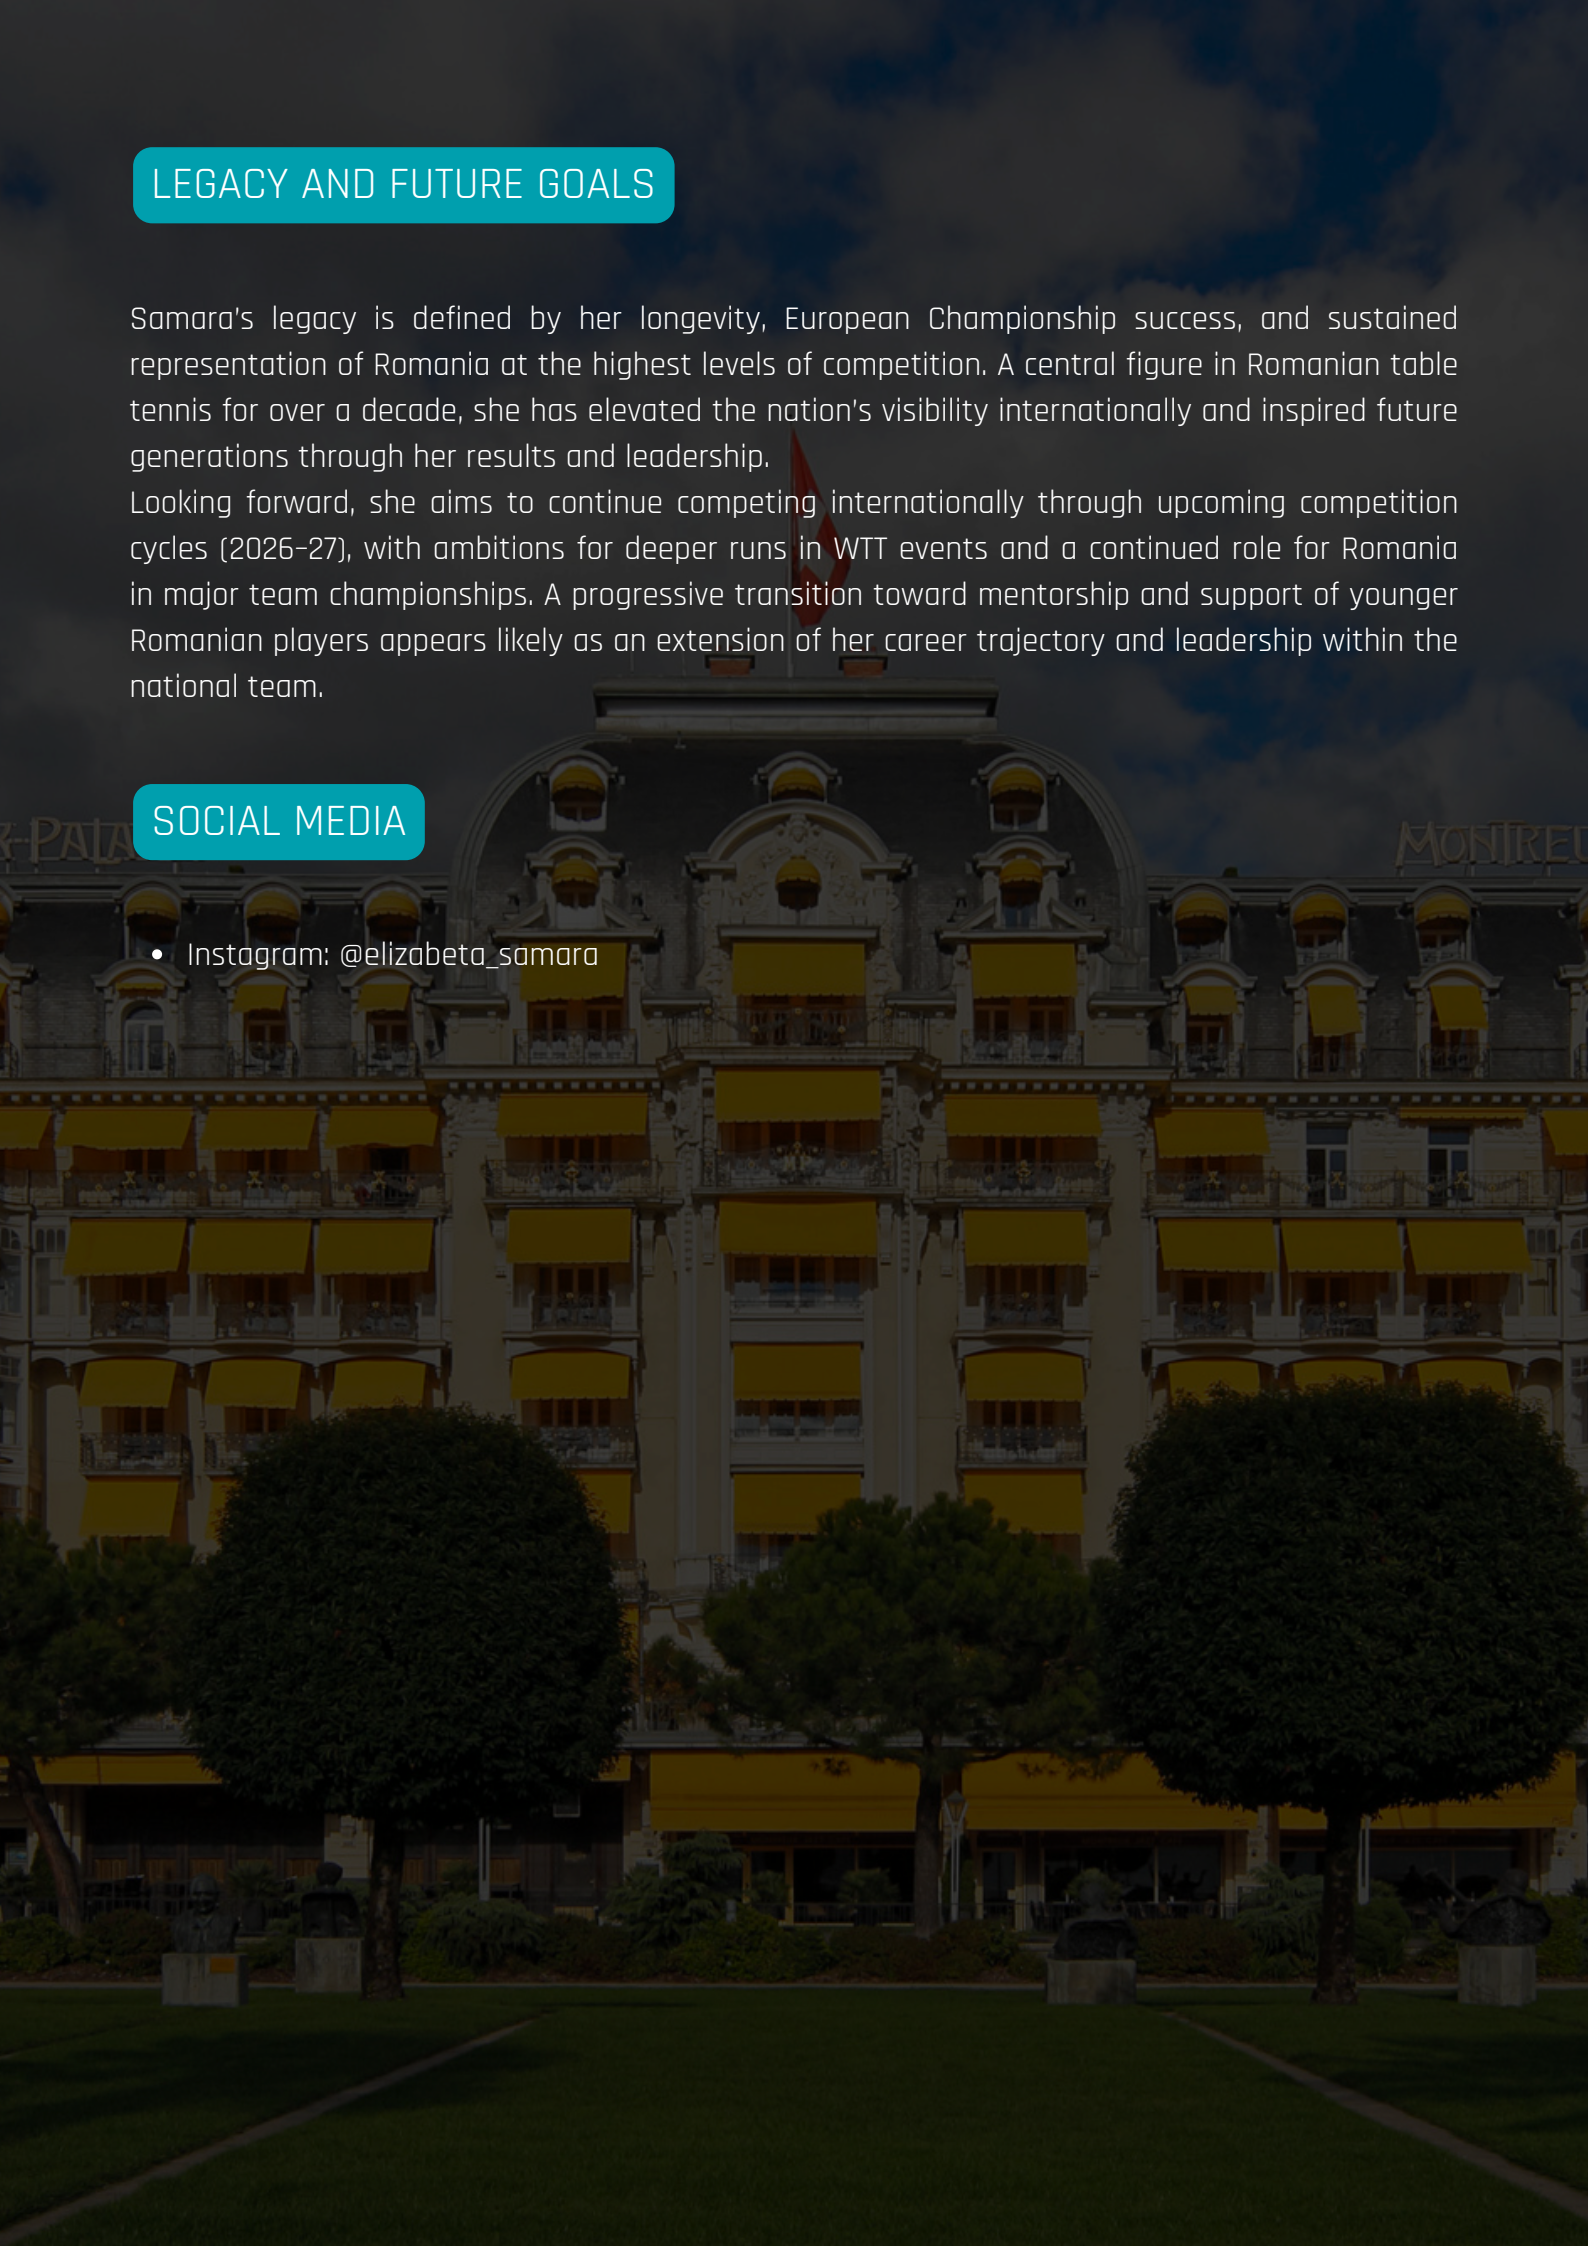 LEGACY AND FUTURE GOALS
Samara's legacy is defined by her longevity, European Championship success, and sustained
representation of Romania at the highest levels of competition. A central figure in Romanian table
tennis for over a decade, she has elevated the nation's visibility internationally and inspired future
generations through her results and leadership.
Looking forward, she aims to continue competing internationally through upcoming competition
cycles (2026–27), with ambitions for deeper runs in WTT events and a continued role for Romania
in major team championships. A progressive transition toward mentorship and support of younger
Romanian players appears likely as an extension of her career trajectory and leadership within the
national team.
SOCIAL MEDIA
MONTREU
• Instagram: @elizabeta_samara